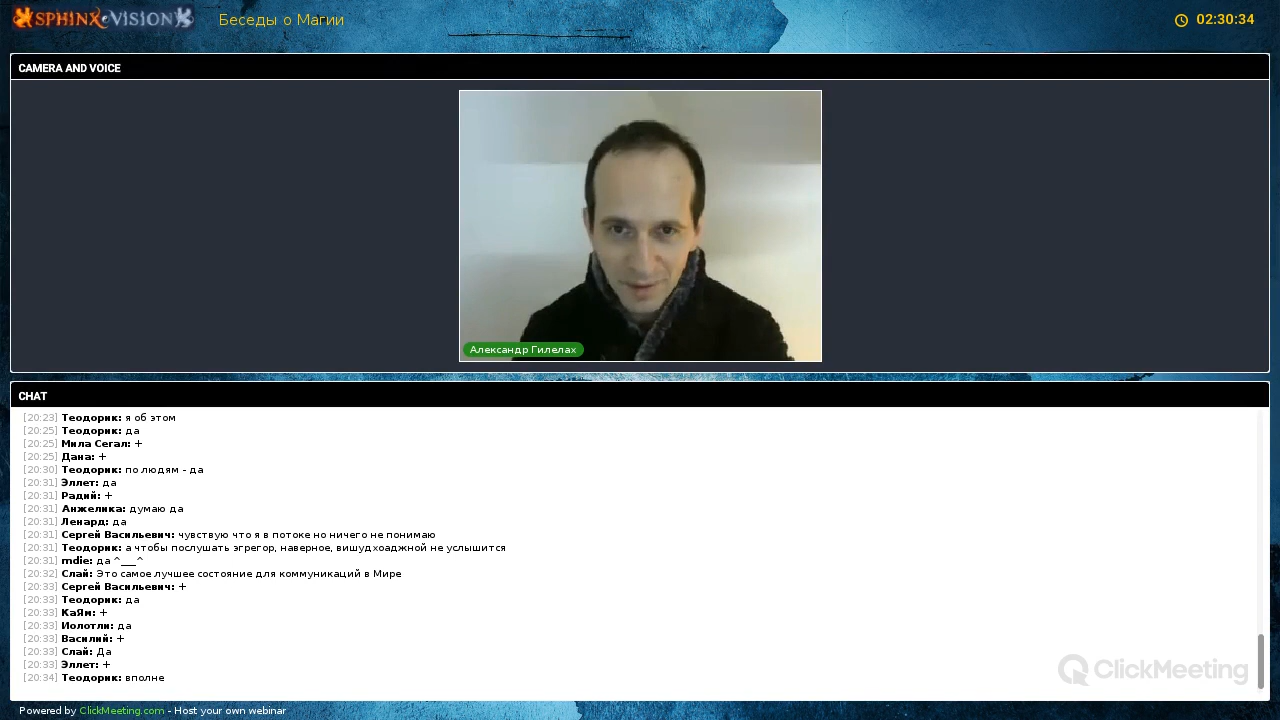 SPHINX VISION Беседы о Магии 02:30:34
CAMERA AND VOICE
Александр Гилелах
CHAT
[20:23] Теодорик: я об этом
[20:25] Теодорик: да
[20:25] Мила Сегал: +
[20:25] Дана: +
[20:30] Теодорик: по людям - да
[20:31] Эллет: да
[20:31] Радий: +
[20:31] Анжелика: думаю да
[20:31] Ленард: да
[20:31] Сергей Васильевич: чувствую что я в потоке но ничего не понимаю
[20:31] Теодорик: а чтобы послушать эгрегор, наверное, вишудхоаджной не услышится
[20:31] mdie: да ^___^
[20:32] Слай: Это самое лучшее состояние для коммуникаций в Мире
[20:33] Сергей Васильевич: +
[20:33] Теодорик: да
[20:33] КаЯм: +
[20:33] Иолотли: да
[20:33] Василий: +
[20:33] Слай: Да
[20:33] Эллет: +
[20:34] Теодорик: вполне
ClickMeeting
Powered by ClickMeeting.com - Host your own webinar